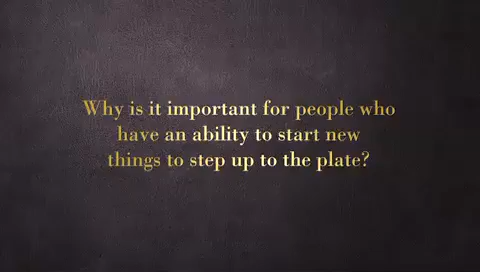 Why is it important for people who
have an ability to start new
things to step up to the plate?